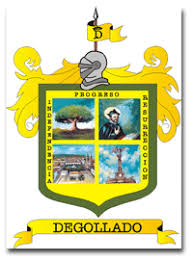 D
PROGRESO
INDEPENDENCIA
RESURRECCION
DEGOLLADO